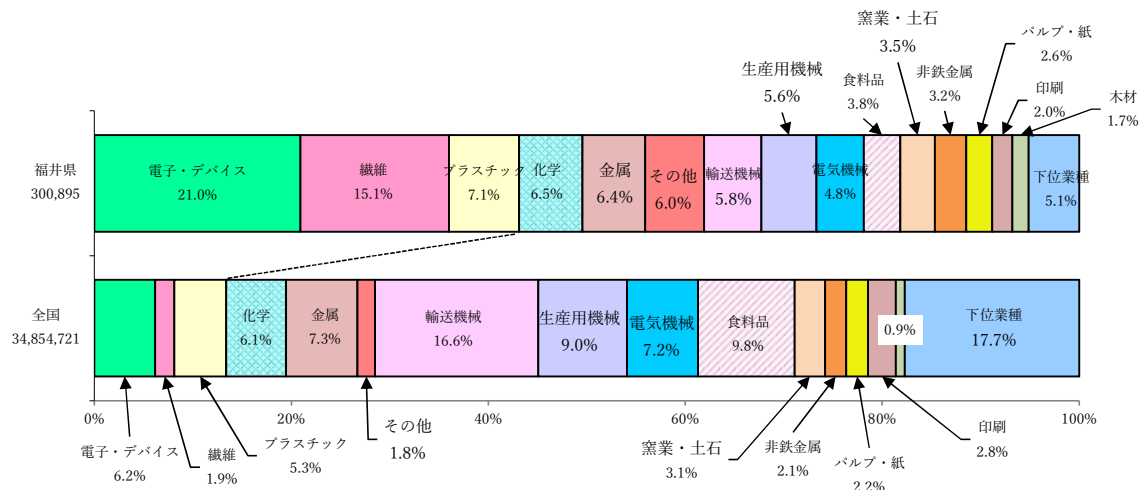 窯業・土石
3.5%
パルプ・紙
2.6%
生産用機械
5.6%
食料品
3.8%
非鉄金属
3.2%
印刷
2.0%
木材
1.7%
福井県
300,895
電子・デバイス
21.0%
繊維
15.1%
プラスチック
7.1%
化学
6.5%
金属
6.4%
その他
6.0%
輸送機械
5.8%
電気機械
4.8%
下位業種
5.1%
全国
34,854,721
化学
6.1%
金属
7.3%
輸送機械
16.6%
生産用機械
9.0%
電気機械
7.2%
食料品
9.8%
0.9%
下位業種
17.7%
0%
20%
40%
60%
80%
100%
電子・デバイス
6.2%
繊維
1.9%
プラスチック
5.3%
その他
1.8%
窯業・土石
3.1%
非鉄金属
2.1%
パルプ・紙
2.2%
印刷
2.8%